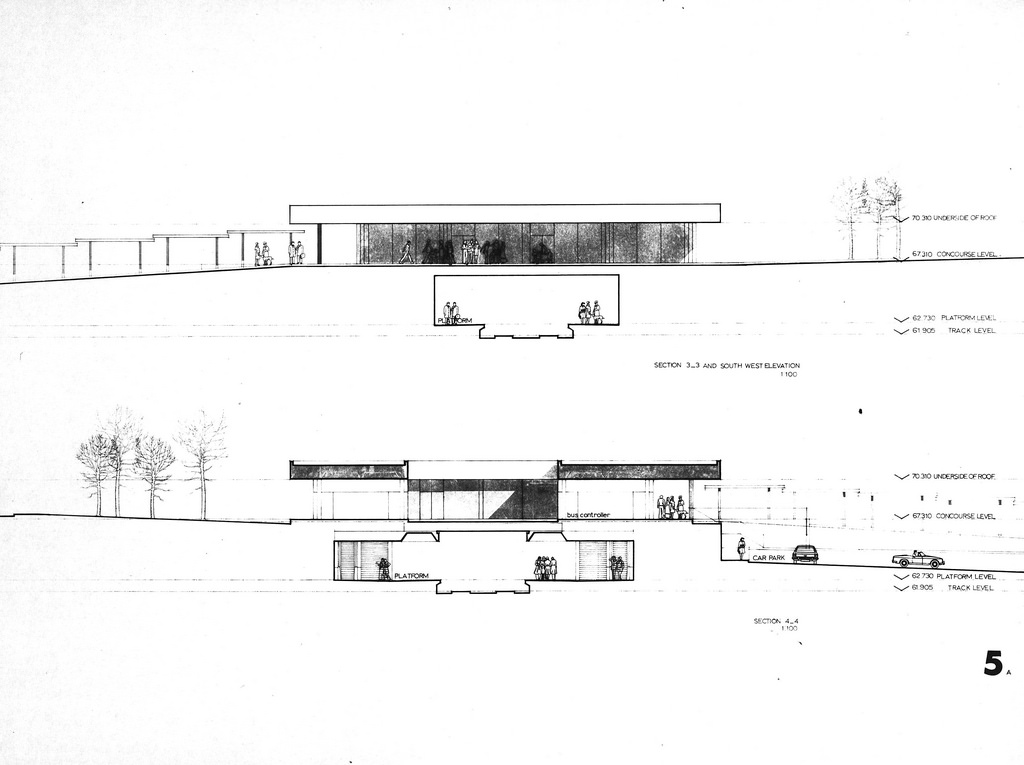 70.310 UNDERSIDE OF ROOF
67.310 CONCOURSE LEVEL
PLATFORM
62.730 PLATFORM LEVEL
61.905 TRACK LEVEL
SECTION 3_3 AND SOUTH WEST ELEVATION
1:100
70.310 UNDERSIDE OF ROOF.
bus controller
67.310 CONCOURSE LEVEL
CAR PARK
PLATFORM
62.730 PLATFORM LEVEL
61.905 TRACK LEVEL
SECTION 4_4
1:100
5 A